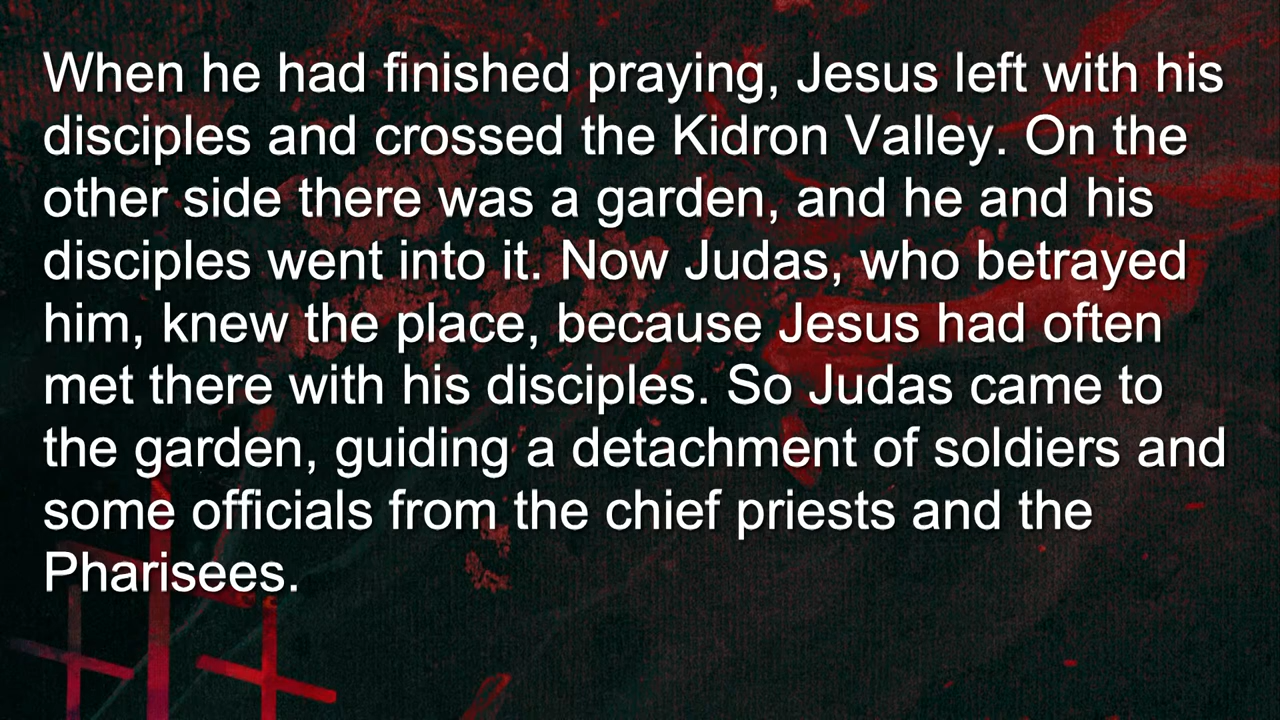 When he had finished praying, Jesus left with his
disciples and crossed the Kidron Valley. On the
other side there was a garden, and he and his
disciples went into it. Now Judas, who betrayed
him, knew the place, because Jesus had often
met there with his disciples. So Judas came to
the garden, guiding a detachment of soldiers and
some officials from the chief priests and the
Pharisees.